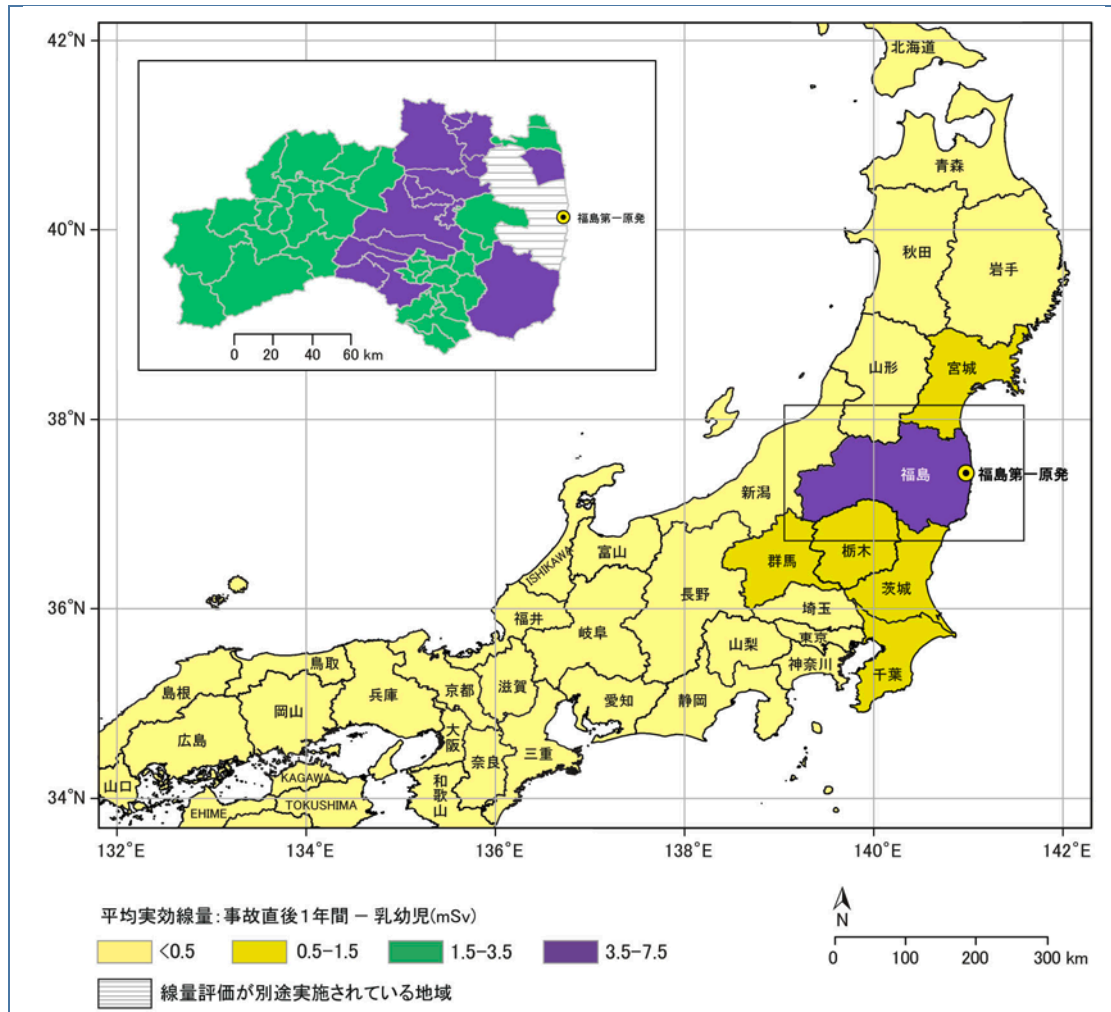 42°N
40°N
38°N
36°N
34°N
132°E
134°E
136°E
138°E
140°E
142°E
福島第一原発
0 20 40 60 km
北海道
青森
秋田
岩手
山形
宮城
福島
福島第一原発
新潟
群馬
栃木
茨城
ISHIKAWA
富山
長野
埼玉
福井
岐阜
山梨
東京
神奈川
千葉
鳥取
島根
岡山
兵庫
京都
滋賀
愛知
静岡
広島
大阪
奈良
三重
山口
KAGAWA
和歌山
EHIME
TOKUSHIMA
平均実効線量:事故直後1年間 − 乳幼児(mSv)
<0.5
0.5−1.5
1.5−3.5
3.5−7.5
線量評価が別途実施されている地域
N
0 100 200 300 km